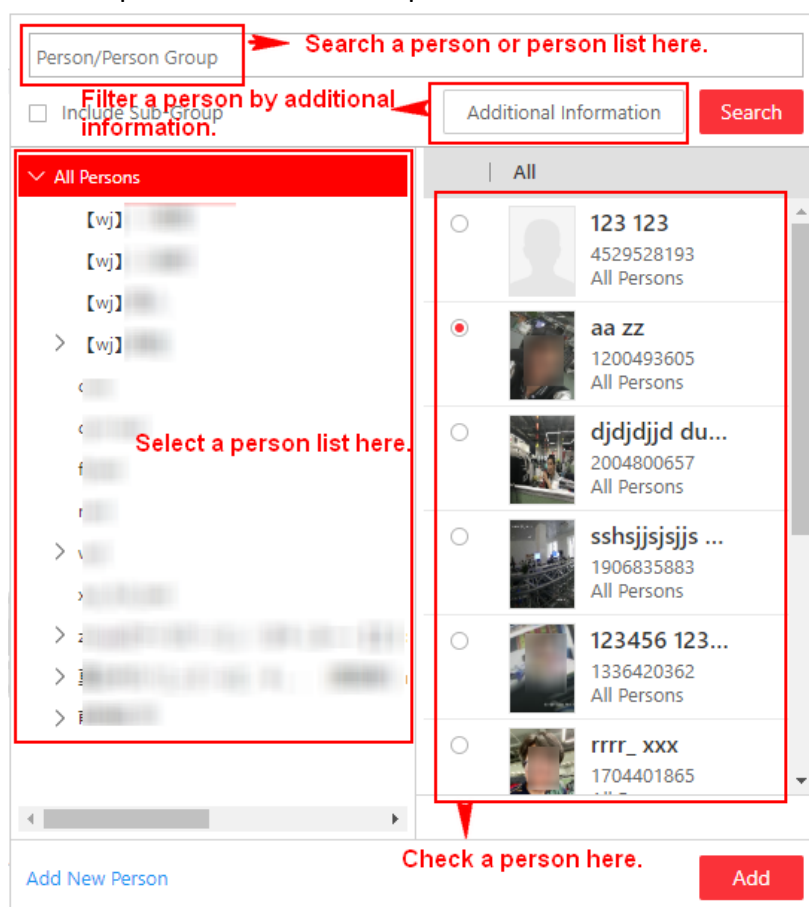 Person/Person Group
Search a person or person list here.
Filter a person by additional information.
Include Sub-Group
Additional Information
Search
All Persons
All
【wj】
【wj】
【wj】
【wj】
Select a person list here.
123 123
4529528193
All Persons
aa zz
1200493605
All Persons
djdjdjjd du...
2004800657
All Persons
sshsjjsjsjjs ...
1906835883
All Persons
123456 123...
1336420362
All Persons
rrrr_ xxx
1704401865
Check a person here.
Add New Person
Add